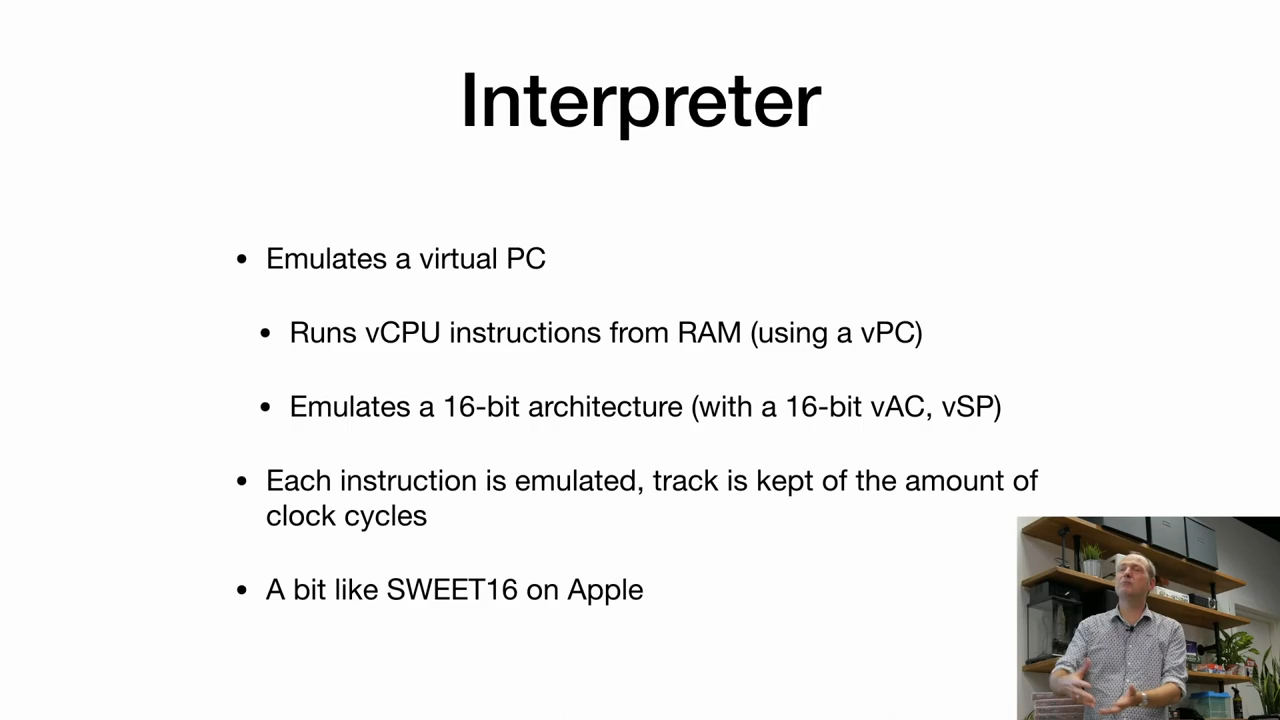 Interpreter
• Emulates a virtual PC
• Runs vCPU instructions from RAM (using a vPC)
• Emulates a 16-bit architecture (with a 16-bit vAC, vSP)
• Each instruction is emulated, track is kept of the amount of
clock cycles
• A bit like SWEET16 on Apple